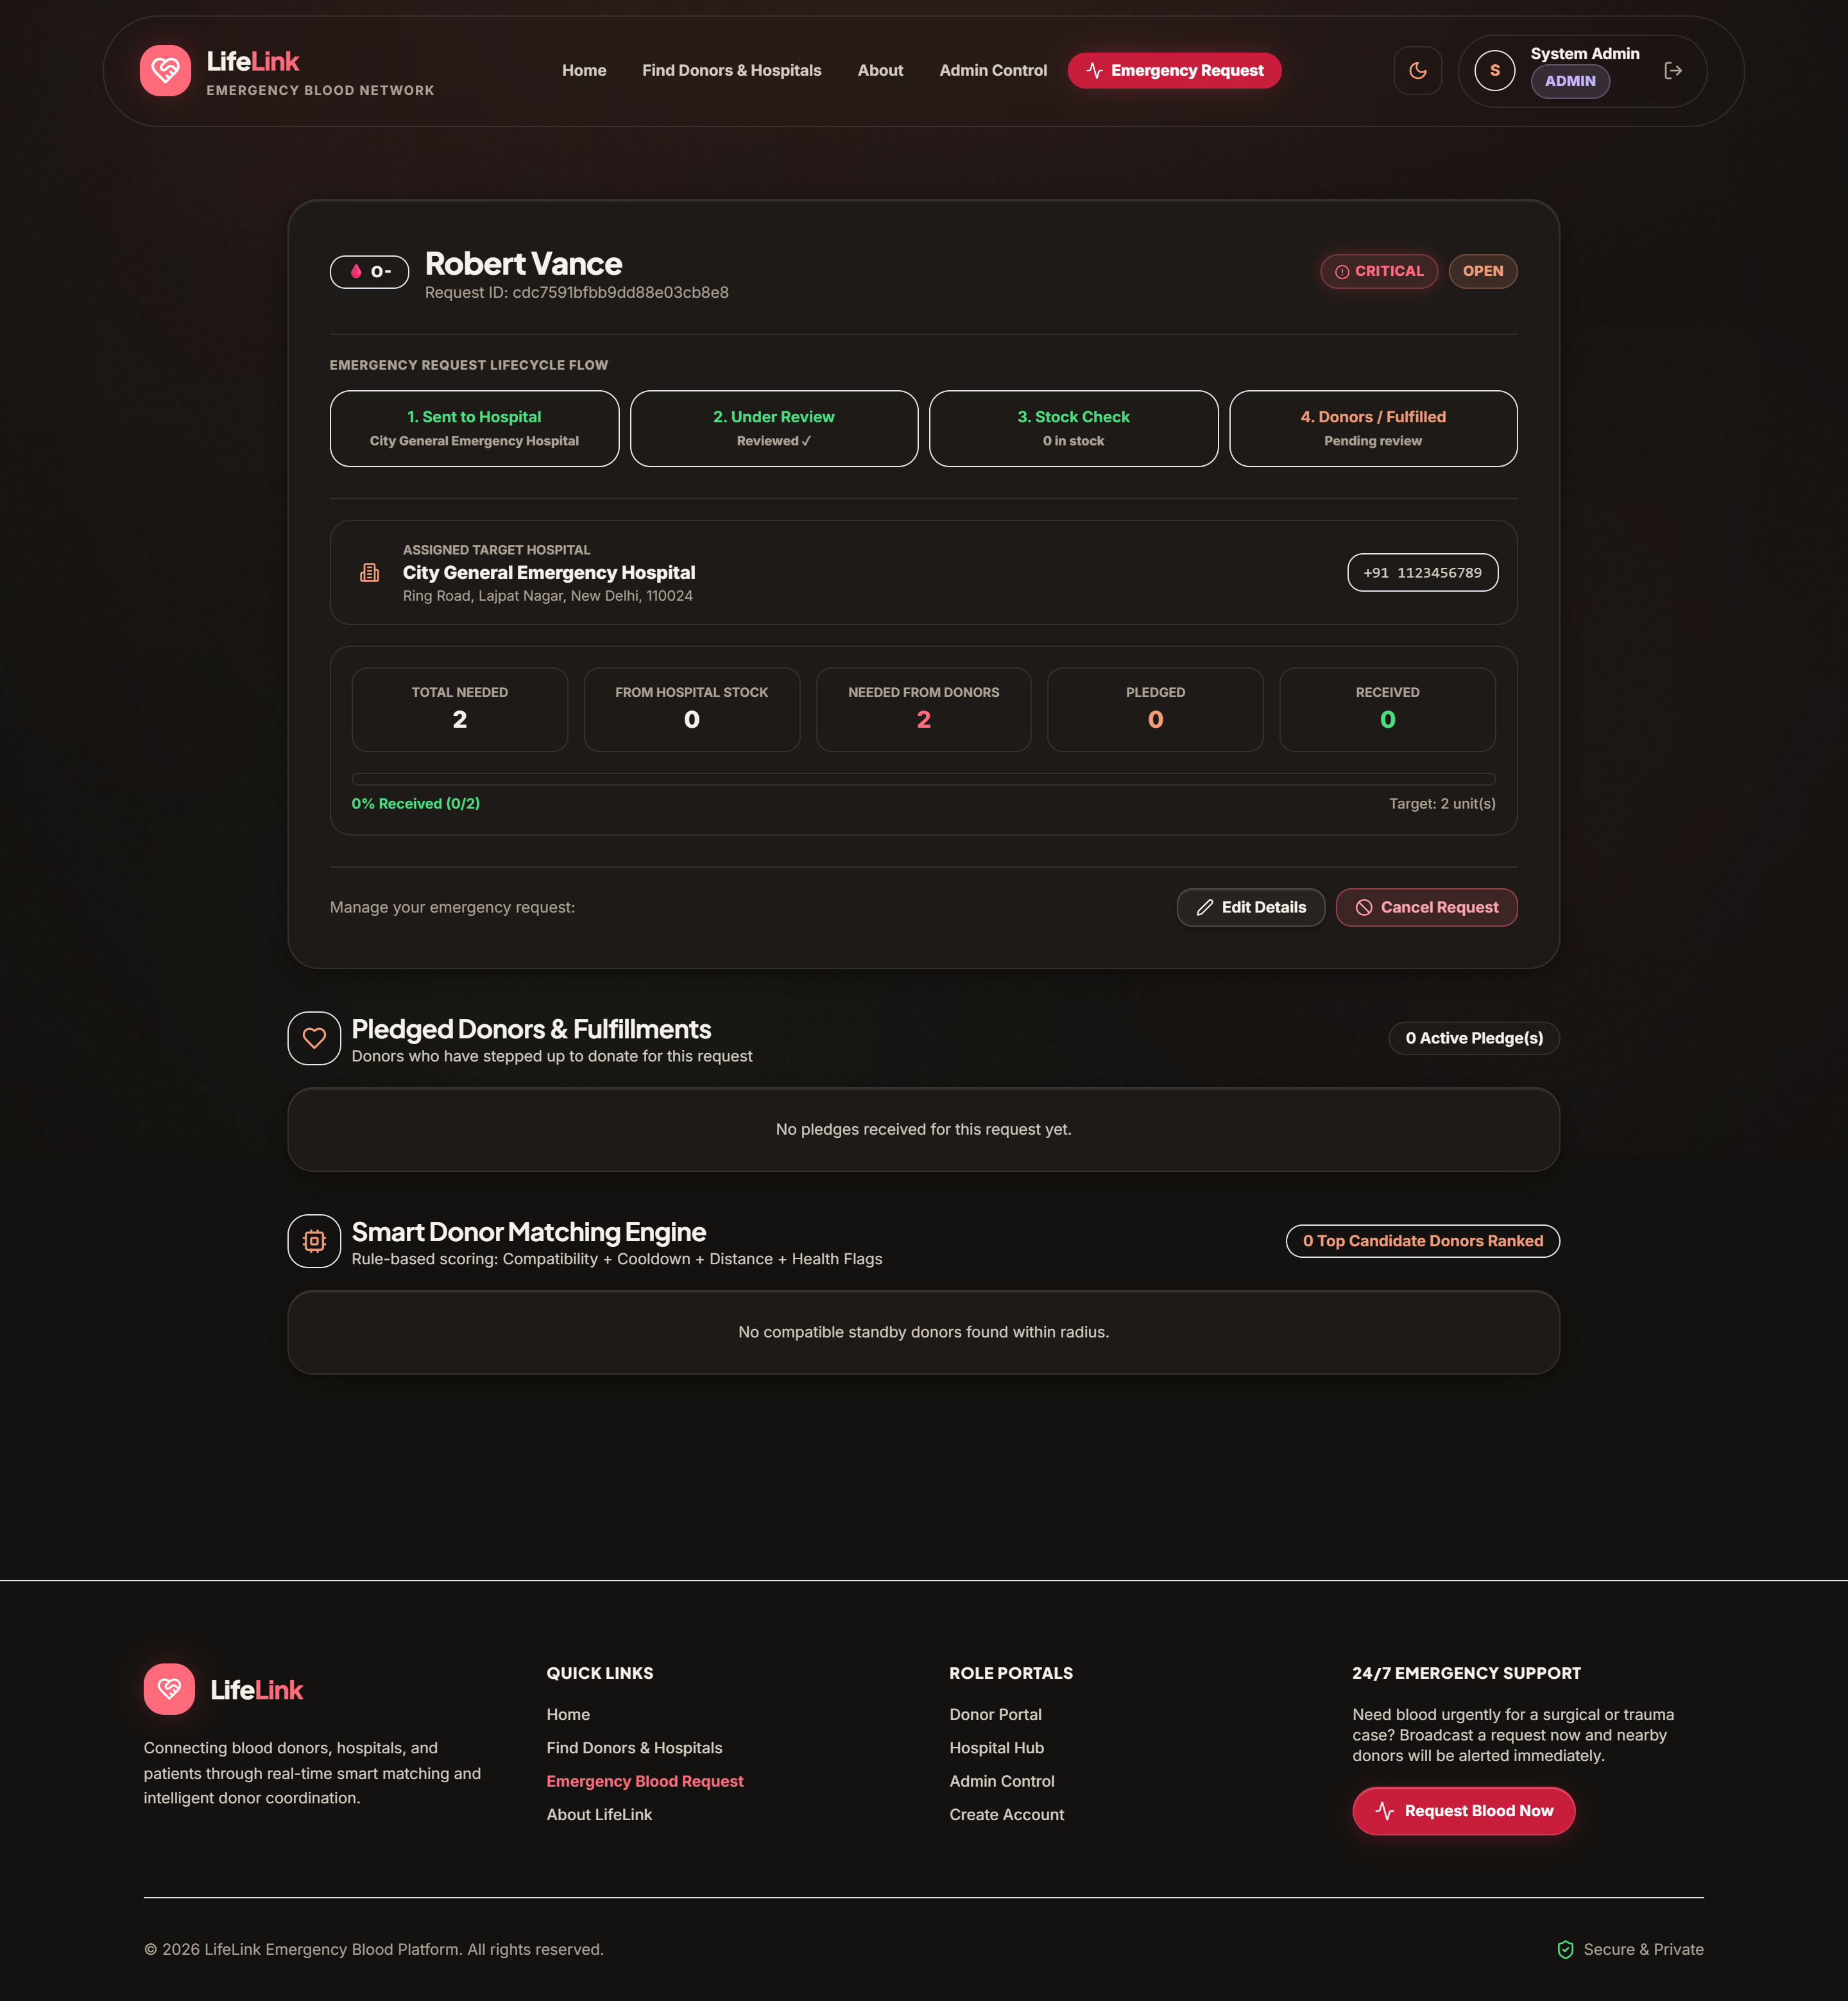 LifeLink
EMERGENCY BLOOD NETWORK
Home
Find Donors & Hospitals
About
Admin Control
Emergency Request
S
System Admin
ADMIN
O-
Robert Vance
Request ID: cdc7591bfbb9dd88e03cb8e8
CRITICAL
OPEN
EMERGENCY REQUEST LIFECYCLE FLOW
1. Sent to Hospital
City General Emergency Hospital
2. Under Review
Reviewed ✓
3. Stock Check
0 in stock
4. Donors / Fulfilled
Pending review
ASSIGNED TARGET HOSPITAL
City General Emergency Hospital
Ring Road, Lajpat Nagar, New Delhi, 110024
+91 1123456789
TOTAL NEEDED
2
FROM HOSPITAL STOCK
0
NEEDED FROM DONORS
2
PLEDGED
0
RECEIVED
0
0% Received (0/2)
Target: 2 unit(s)
Manage your emergency request:
Edit Details
Cancel Request
Pledged Donors & Fulfillments
Donors who have stepped up to donate for this request
0 Active Pledge(s)
No pledges received for this request yet.
Smart Donor Matching Engine
Rule-based scoring: Compatibility + Cooldown + Distance + Health Flags
0 Top Candidate Donors Ranked
No compatible standby donors found within radius.
LifeLink
Connecting blood donors, hospitals, and
patients through real-time smart matching and
intelligent donor coordination.
QUICK LINKS
Home
Find Donors & Hospitals
Emergency Blood Request
About LifeLink
ROLE PORTALS
Donor Portal
Hospital Hub
Admin Control
Create Account
24/7 EMERGENCY SUPPORT
Need blood urgently for a surgical or trauma
case? Broadcast a request now and nearby
donors will be alerted immediately.
Request Blood Now
© 2026 LifeLink Emergency Blood Platform. All rights reserved.
Secure & Private